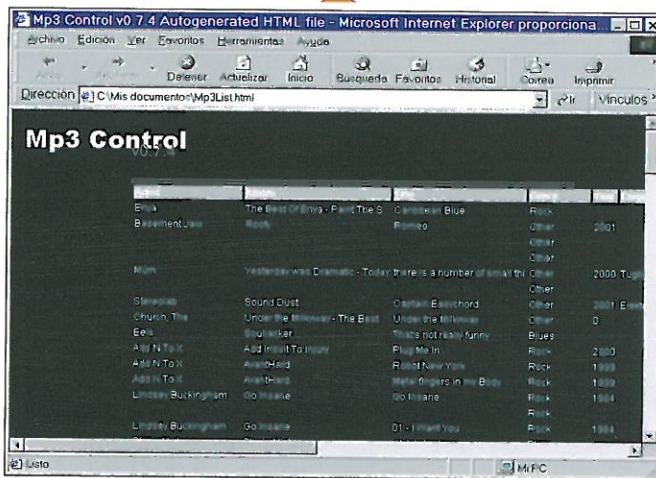 Mp3 Control v0.7.4 Autogenerated HTML file - Microsoft Internet Explorer proporciona...
Archivo Edición Ver Favoritos Herramientas Ayuda
Atrás Detener Actualizar Inicio Búsqueda Favoritos Historial Correo Imprimir
Dirección C:\Mis documentos\Mp3List.html Ir Vínculos
Mp3 Control
v0.7.4
Enya The Best Of Enya - Paint The S Caribbean Blue Rock
Basement Jaxx Rooty Romeo Other 2001
Other
Other
Múm Yesterday was Dramatic - Today there is a number of small thi Other 2000
Other
Stereolab Sound Dust Captain Easychord Other 2001
Church, The Under the Milkyway - The Best Under the Milkyway Other 0
Eels Souljacker That's not really funny Blues
Add N To X Add Insult To Injury Plug Me In Rock 2000
Add N To X AvantHard Robot New York Rock 1999
Add N To X AvantHard Metal fingers in my Body Rock 1999
Lindsey Buckingham Go Insane Go Insane Rock 1984
Rock
Lindsey Buckingham Go Insane 01 - I Want You Rock 1984
Listo Mi PC